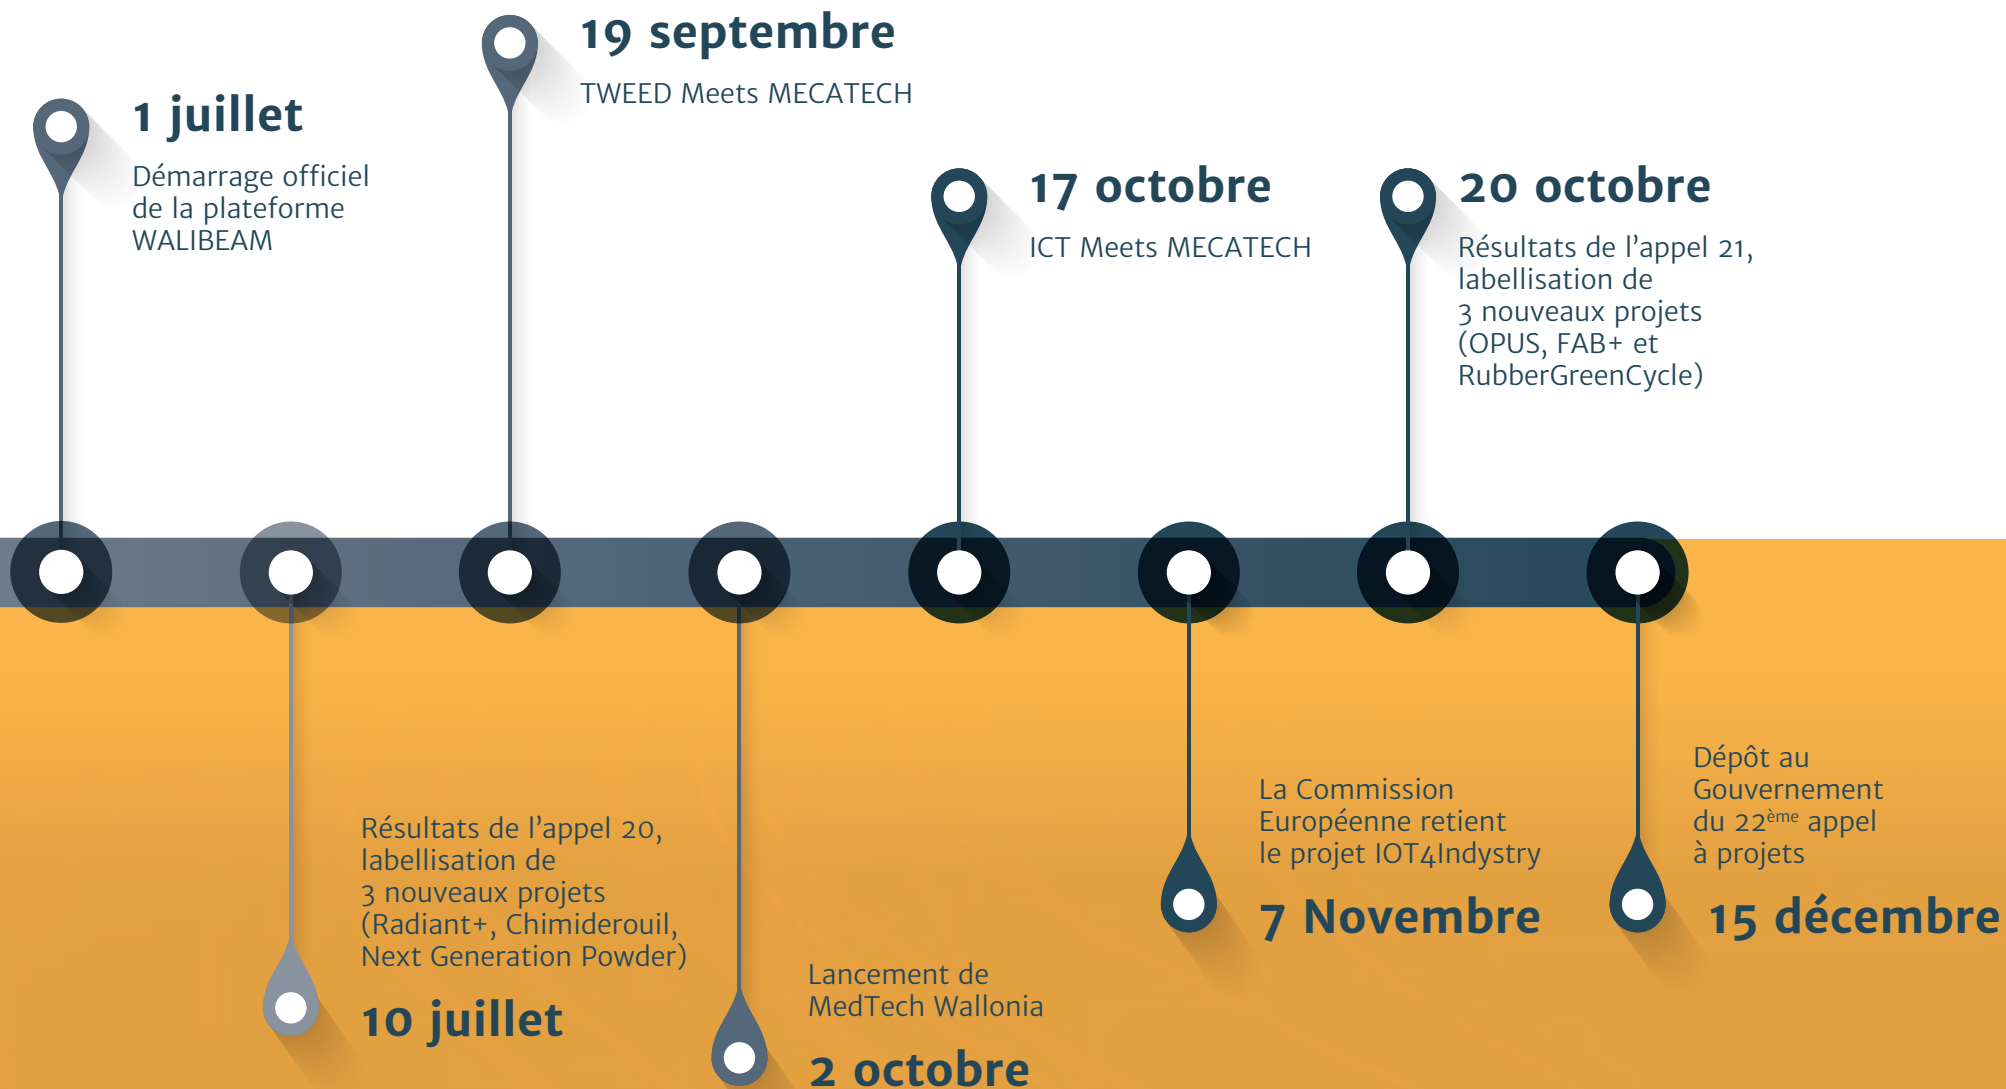 19 septembre
TWEED Meets MECATECH
1 juillet
Démarrage officiel
de la plateforme
WALIBEAM
17 octobre
ICT Meets MECATECH
20 octobre
Résultats de l’appel 21,
labellisation de
3 nouveaux projets
(OPUS, FAB+ et
RubberGreenCycle)
Résultats de l’appel 20,
labellisation de
3 nouveaux projets
(Radiant+, Chimiderouil,
Next Generation Powder)
10 juillet
Lancement de
MedTech Wallonia
2 octobre
La Commission
Européenne retient
le projet IOT4Indystry
7 Novembre
Dépôt au
Gouvernement
du 22ème appel
à projets
15 décembre